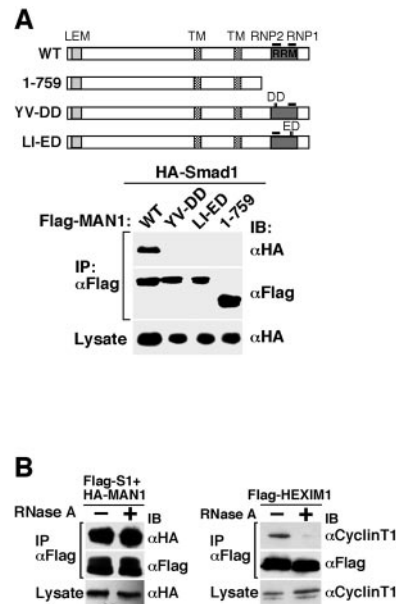 A
LEM TM TM RNP2 RNP1
WT RRM
1-759
DD
YV-DD
ED
LI-ED
HA-Smad1
Flag-MAN1: WT YV-DD LI-ED 1-759 IB:
αHA
IP: αFlag
αFlag
Lysate αHA
B
Flag-S1+ HA-MAN1
RNase A − + IB
IP αFlag αHA
αFlag
Lysate αHA
Flag-HEXIM1
RNase A − + IB
IP αFlag αCyclinT1
αFlag
Lysate αCyclinT1